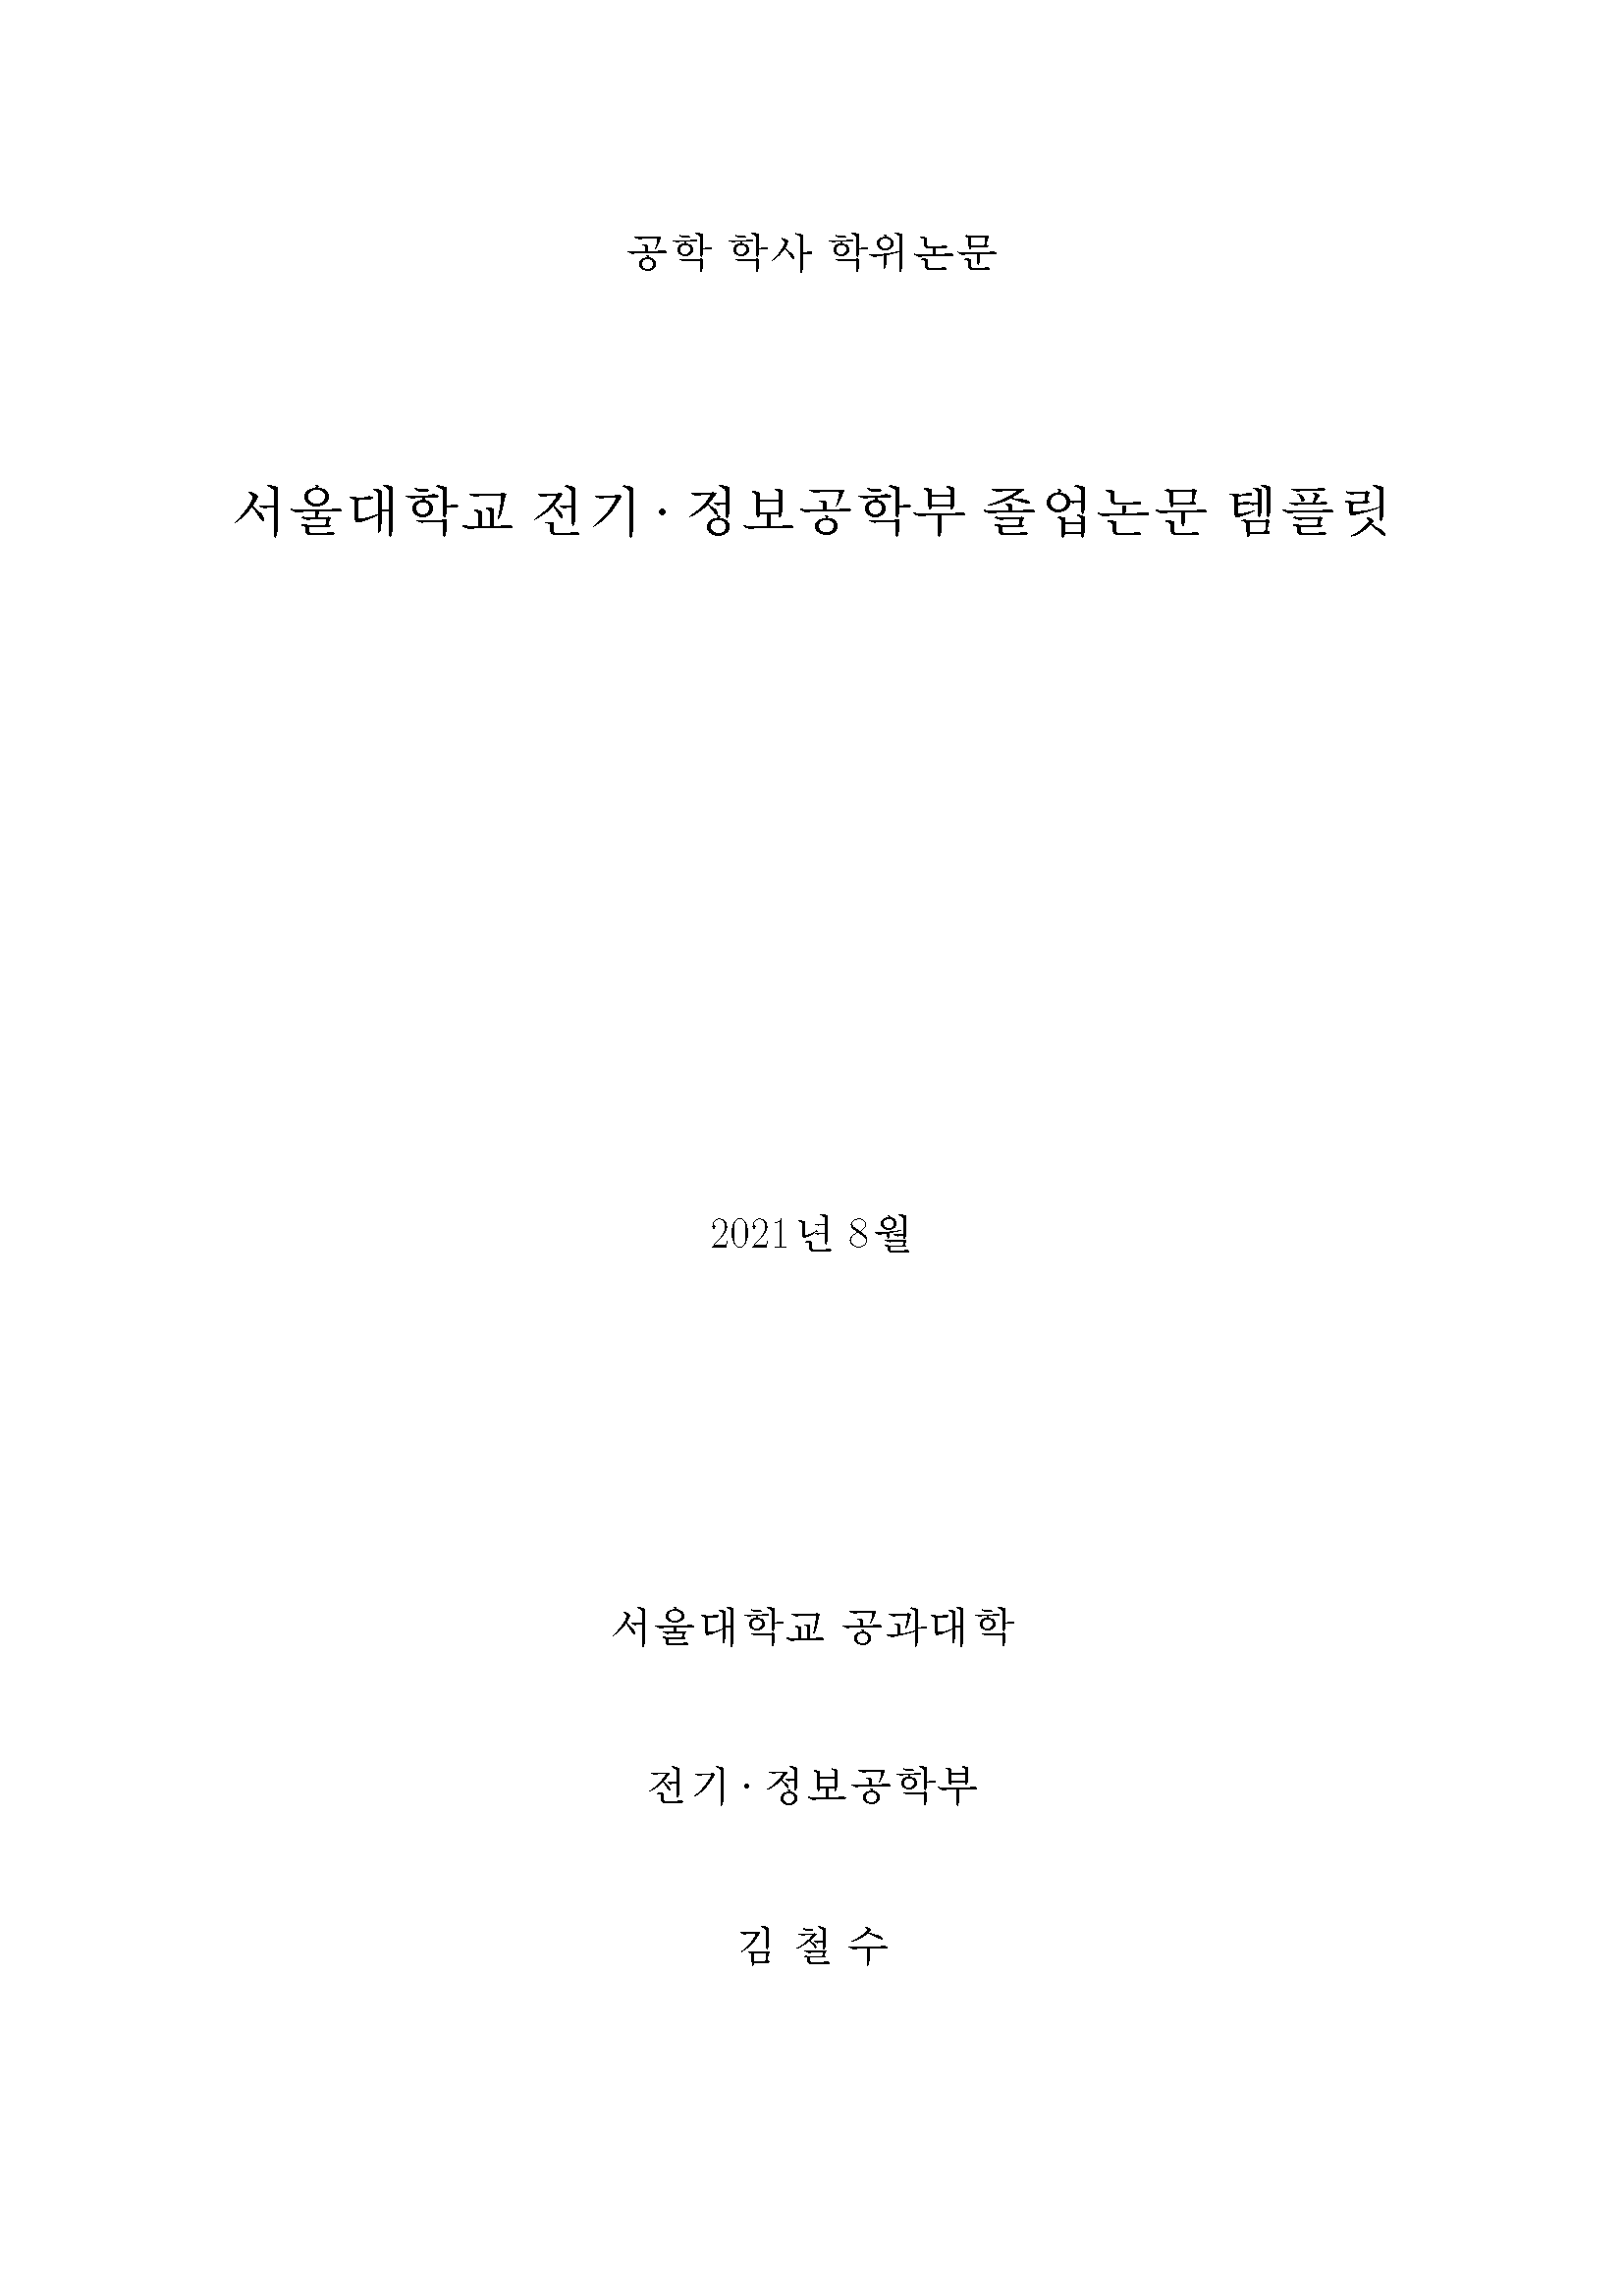 공학 학사 학위논문
서울대학교 전기 · 정보공학부 졸업논문 템플릿
2021년 8월
서울대학교 공과대학
전기 · 정보공학부
김 철 수